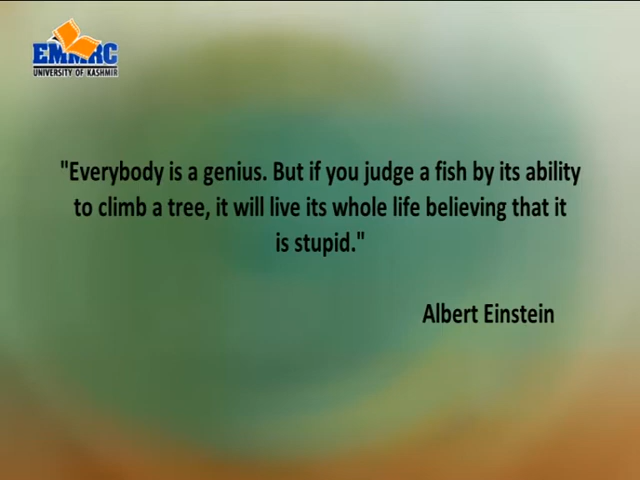 EMMRC
UNIVERSITY OF KASHMIR
"Everybody is a genius. But if you judge a fish by its ability
to climb a tree, it will live its whole life believing that it
is stupid."
Albert Einstein